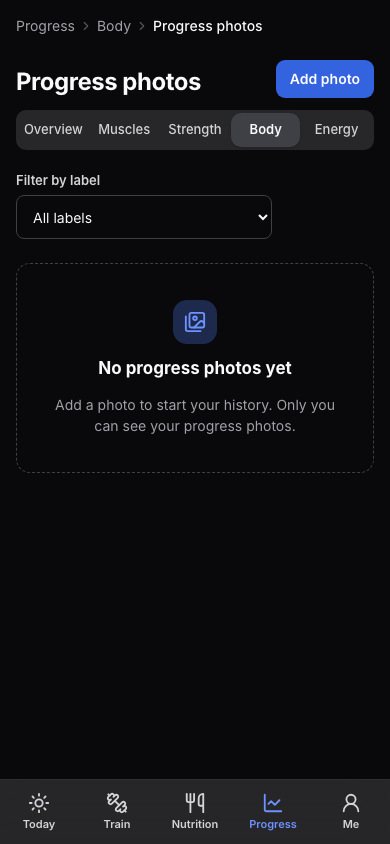 Progress > Body > Progress photos
Progress photos
Add photo
Overview Muscles Strength Body Energy
Filter by label
All labels
No progress photos yet
Add a photo to start your history. Only you
can see your progress photos.
Today Train Nutrition Progress Me